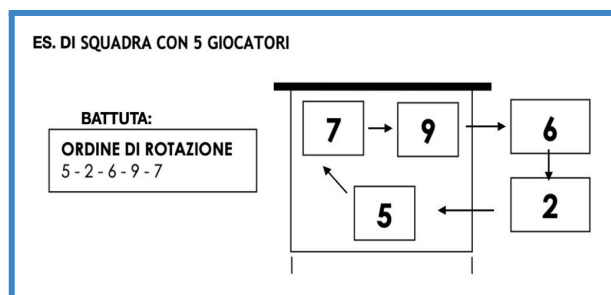 ES. DI SQUADRA CON 5 GIOCATORI
BATTUTA:
ORDINE DI ROTAZIONE
5 - 2 - 6 - 9 - 7
7 9 6
5 2